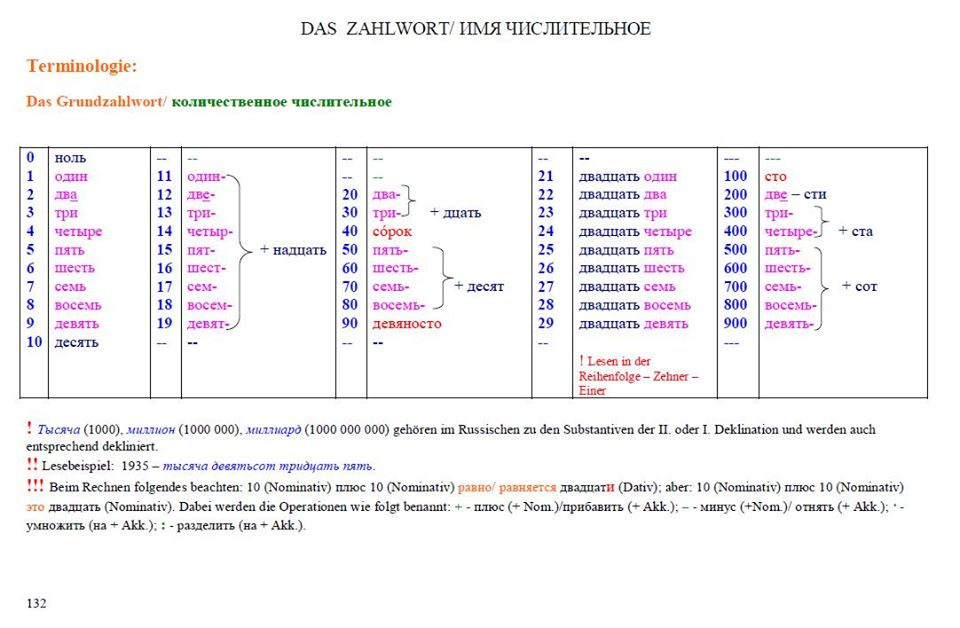 DAS ZAHLWORT/ ИМЯ ЧИСЛИТЕЛЬНОЕ
Terminologie:
Das Grundzahlwort/ количественное числительное
0 ноль -- -- -- -- -- -- --- ---
1 один 11 один- -- -- 21 двадцать один 100 сто
2 два 12 две- 20 два- 22 двадцать два 200 две – сти
3 три 13 три- 30 три- + дцать 23 двадцать три 300 три-
4 четыре 14 четыр- 40 со́рок 24 двадцать четыре 400 четыре- + ста
5 пять 15 пят- + надцать 50 пять- 25 двадцать пять 500 пять-
6 шесть 16 шест- 60 шесть- 26 двадцать шесть 600 шесть-
7 семь 17 сем- 70 семь- + десят 27 двадцать семь 700 семь- + сот
8 восемь 18 восем- 80 восемь- 28 двадцать восемь 800 восемь-
9 девять 19 девят- 90 девяносто 29 двадцать девять 900 девять-
10 десять -- -- -- -- -- ---
! Lesen in der
Reihenfolge – Zehner –
Einer
! Тысяча (1000), миллион (1000 000), миллиард (1000 000 000) gehören im Russischen zu den Substantiven der II. oder I. Deklination und werden auch
entsprechend dekliniert.
!! Lesebeispiel: 1935 – тысяча девятьсот тридцать пять.
!!! Beim Rechnen folgendes beachten: 10 (Nominativ) плюс 10 (Nominativ) равно/ равняется двадцати (Dativ); aber: 10 (Nominativ) плюс 10 (Nominativ)
это двадцать (Nominativ). Dabei werden die Operationen wie folgt benannt: + - плюс (+ Nom.)/прибавить (+ Akk.); – - минус (+Nom.)/ отнять (+ Akk.); · -
умножить (на + Akk.); : - разделить (на + Akk.).
132